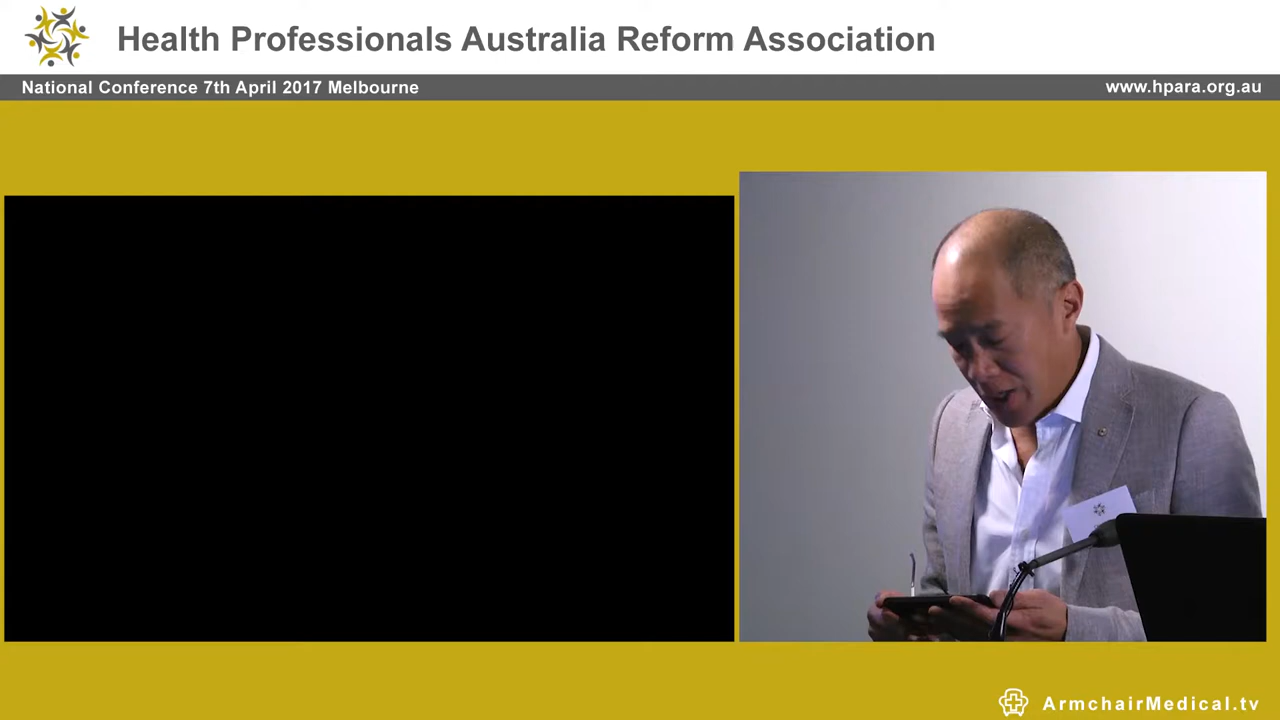 Health Professionals Australia Reform Association
National Conference 7th April 2017 Melbourne
www.hpara.org.au
ArmchairMedical.tv